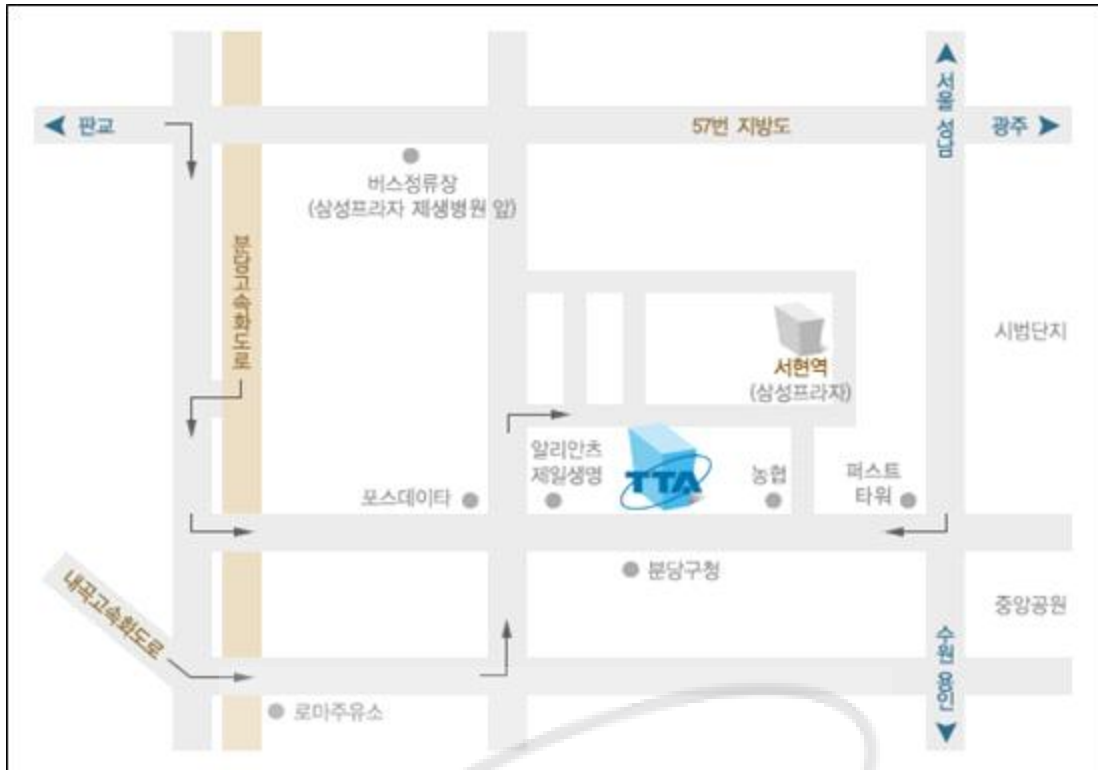 판교
57번 지방도
서울 성남
광주
버스정류장
(삼성프라자 제생병원 앞)
분당고속화도로
시범단지
서현역
(삼성프라자)
알리안츠
제일생명
TTA
농협
퍼스트
타워
포스데이타
분당구청
내곡고속화도로
중앙공원
수원 용인
로마주유소